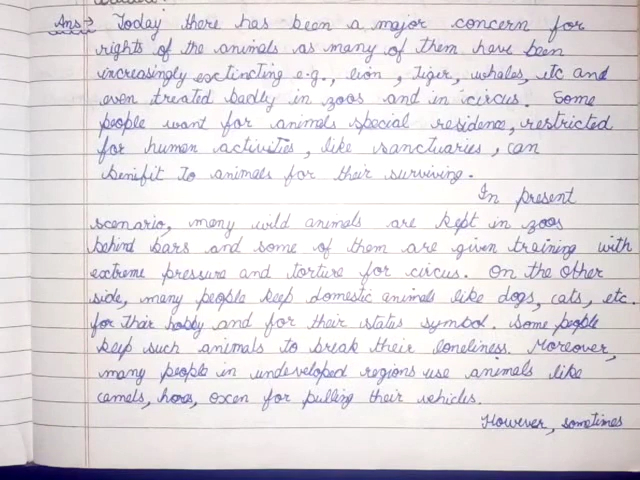 Ans→ Today there has been a major concern for
rights of the animals as many of them have been
increasingly exctincting e.g., lion, Tiger, whales, etc and
even treated badly in zoos and in circus. Some
people want for animals special residence, restricted
for human activities, like sanctuaries, can
benifit to animals for their surviving.
In present
scenario, many wild animals are kept in zoos
behind bars and some of them are given training with
extreme pressure and torture for circus. On the other
side, many people keep domestic animals like dogs, cats, etc.
for thair hobby and for their status symbol. Some people
keep such animals to break their loneliness. Moreover,
many people in undeveloped regions use animals like
camels, oxen for pulling their vehicles.
However, sometimes